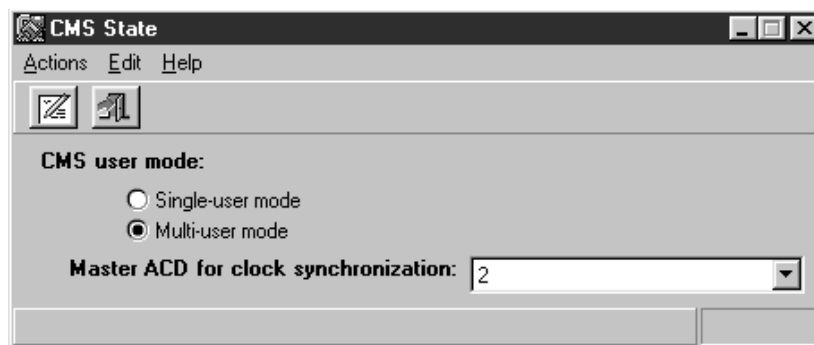 CMS State
Actions Edit Help
CMS user mode:
Single-user mode
Multi-user mode
Master ACD for clock synchronization: 2